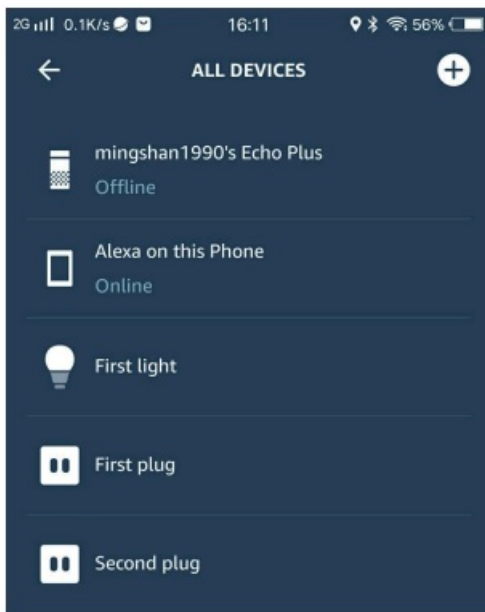 2G 0.1K/s 16:11 56%
ALL DEVICES
mingshan1990's Echo Plus
Offline
Alexa on this Phone
Online
First light
First plug
Second plug